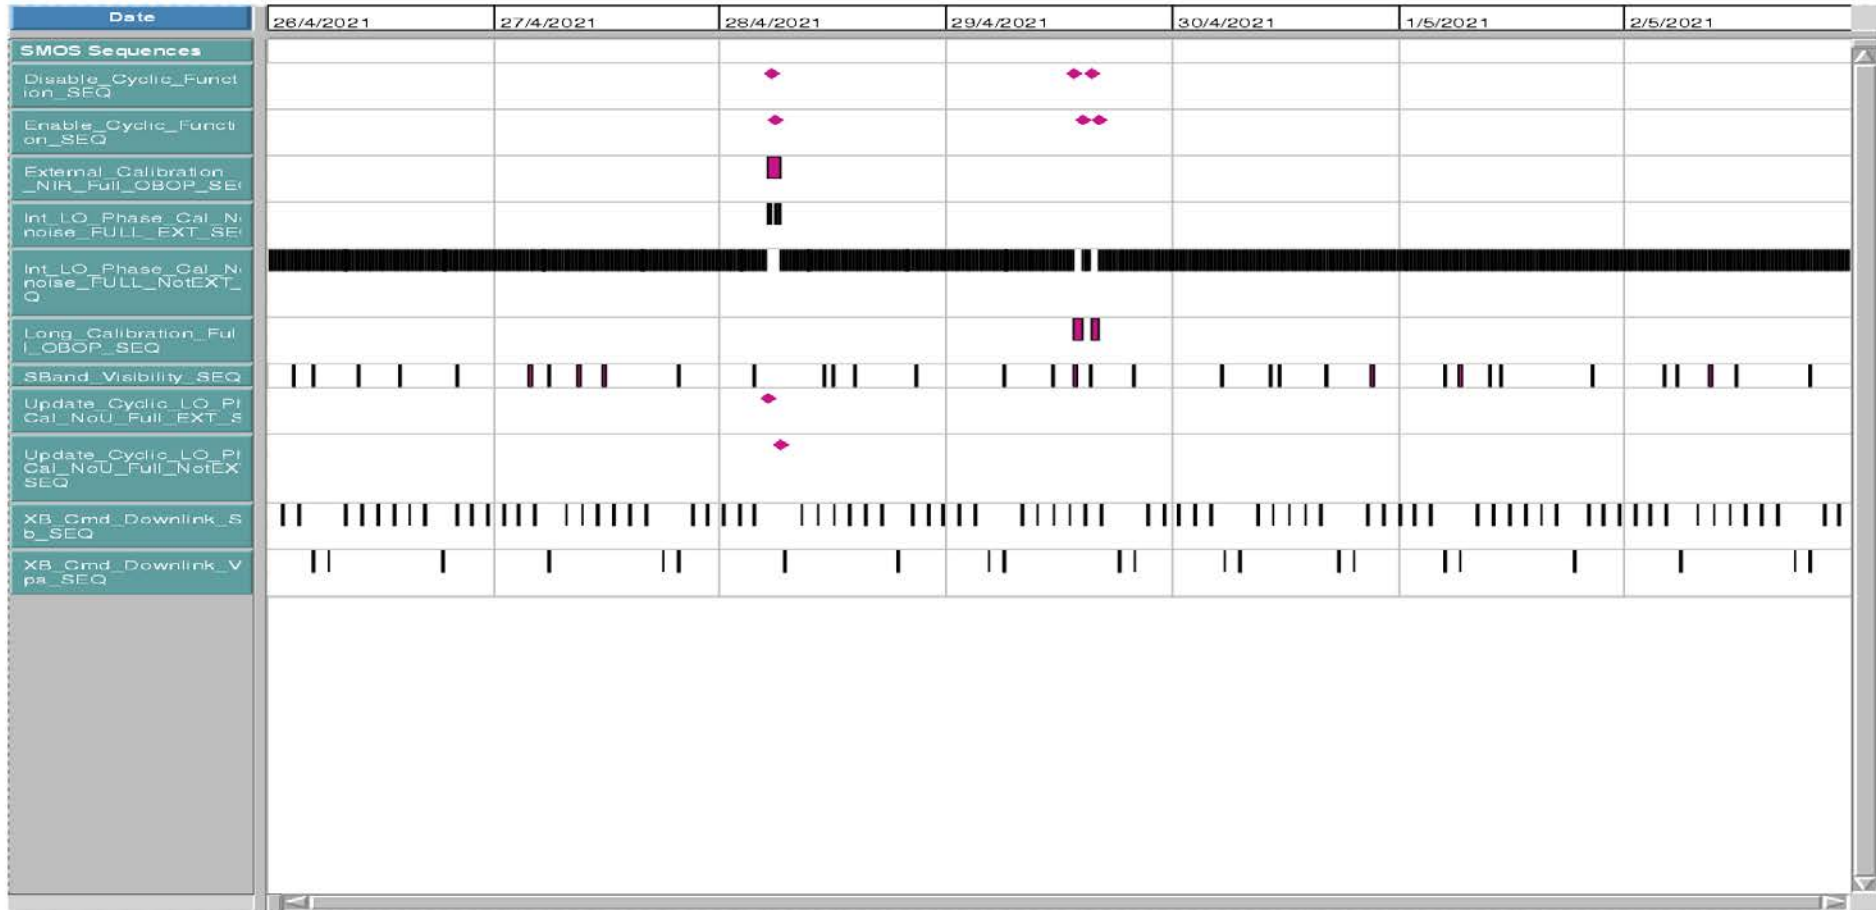 Date
26/4/2021
27/4/2021
28/4/2021
29/4/2021
30/4/2021
1/5/2021
2/5/2021
SMOS Sequences
Disable_Cyclic_Funct
ion_SEQ
Enable_Cyclic_Functi
on_SEQ
External_Calibration
_NIR_Full_OBOP_SE
Int_LO_Phase_Cal_N
noise_FULL_EXT_SE
Int_LO_Phase_Cal_N
noise_FULL_NotEXT_
Q
Long_Calibration_Ful
l_OBOP_SEQ
SBand_Visibility_SEQ
Update_Cyclic_LO_P
Cal_NoU_Full_EXT_S
Update_Cyclic_LO_P
Cal_NoU_Full_NotEX
SEQ
XB_Cmd_Downlink_S
b_SEQ
XB_Cmd_Downlink_V
pa_SEQ